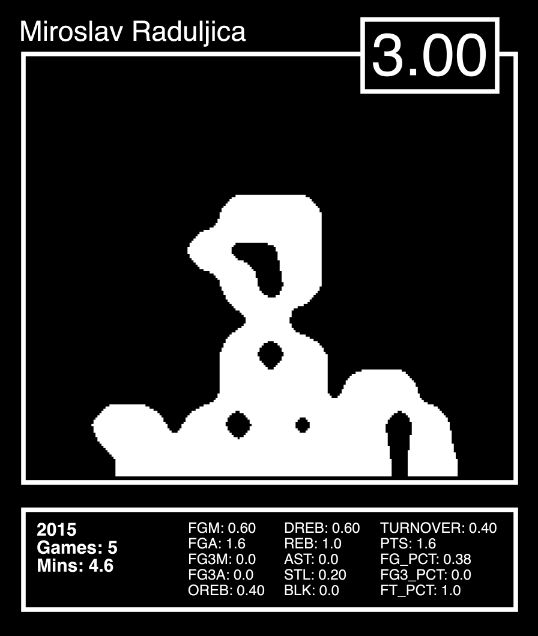 Miroslav Raduljica
3.00
2015
Games: 5
Mins: 4.6
FGM: 0.60
FGA: 1.6
FG3M: 0.0
FG3A: 0.0
OREB: 0.40
DREB: 0.60
REB: 1.0
AST: 0.0
STL: 0.20
BLK: 0.0
TURNOVER: 0.40
PTS: 1.6
FG_PCT: 0.38
FG3_PCT: 0.0
FT_PCT: 1.0